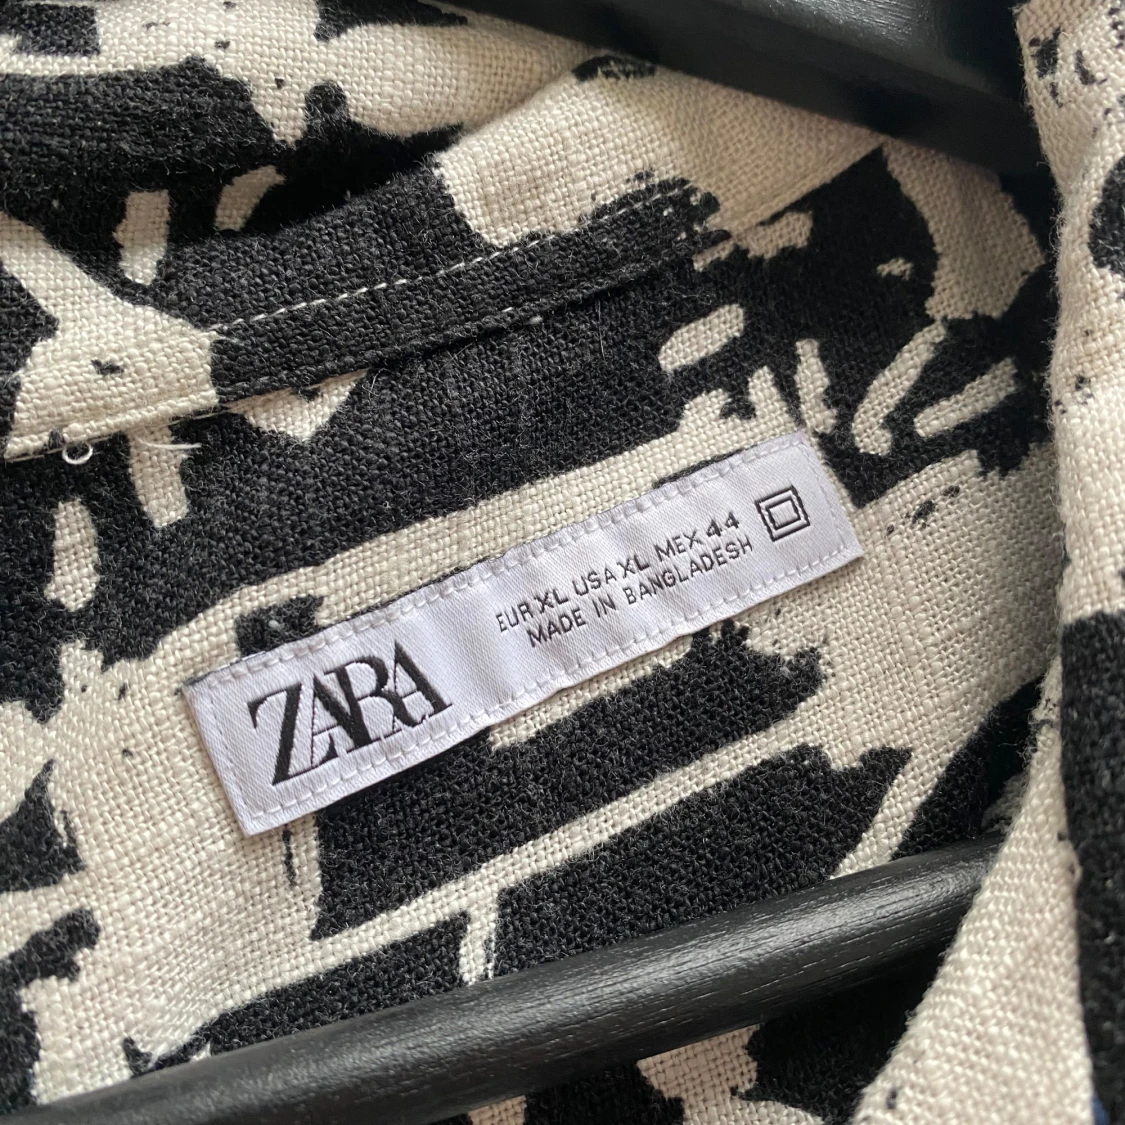 ZARA
EUR XL USA XL MEX 44
MADE IN BANGLADESH